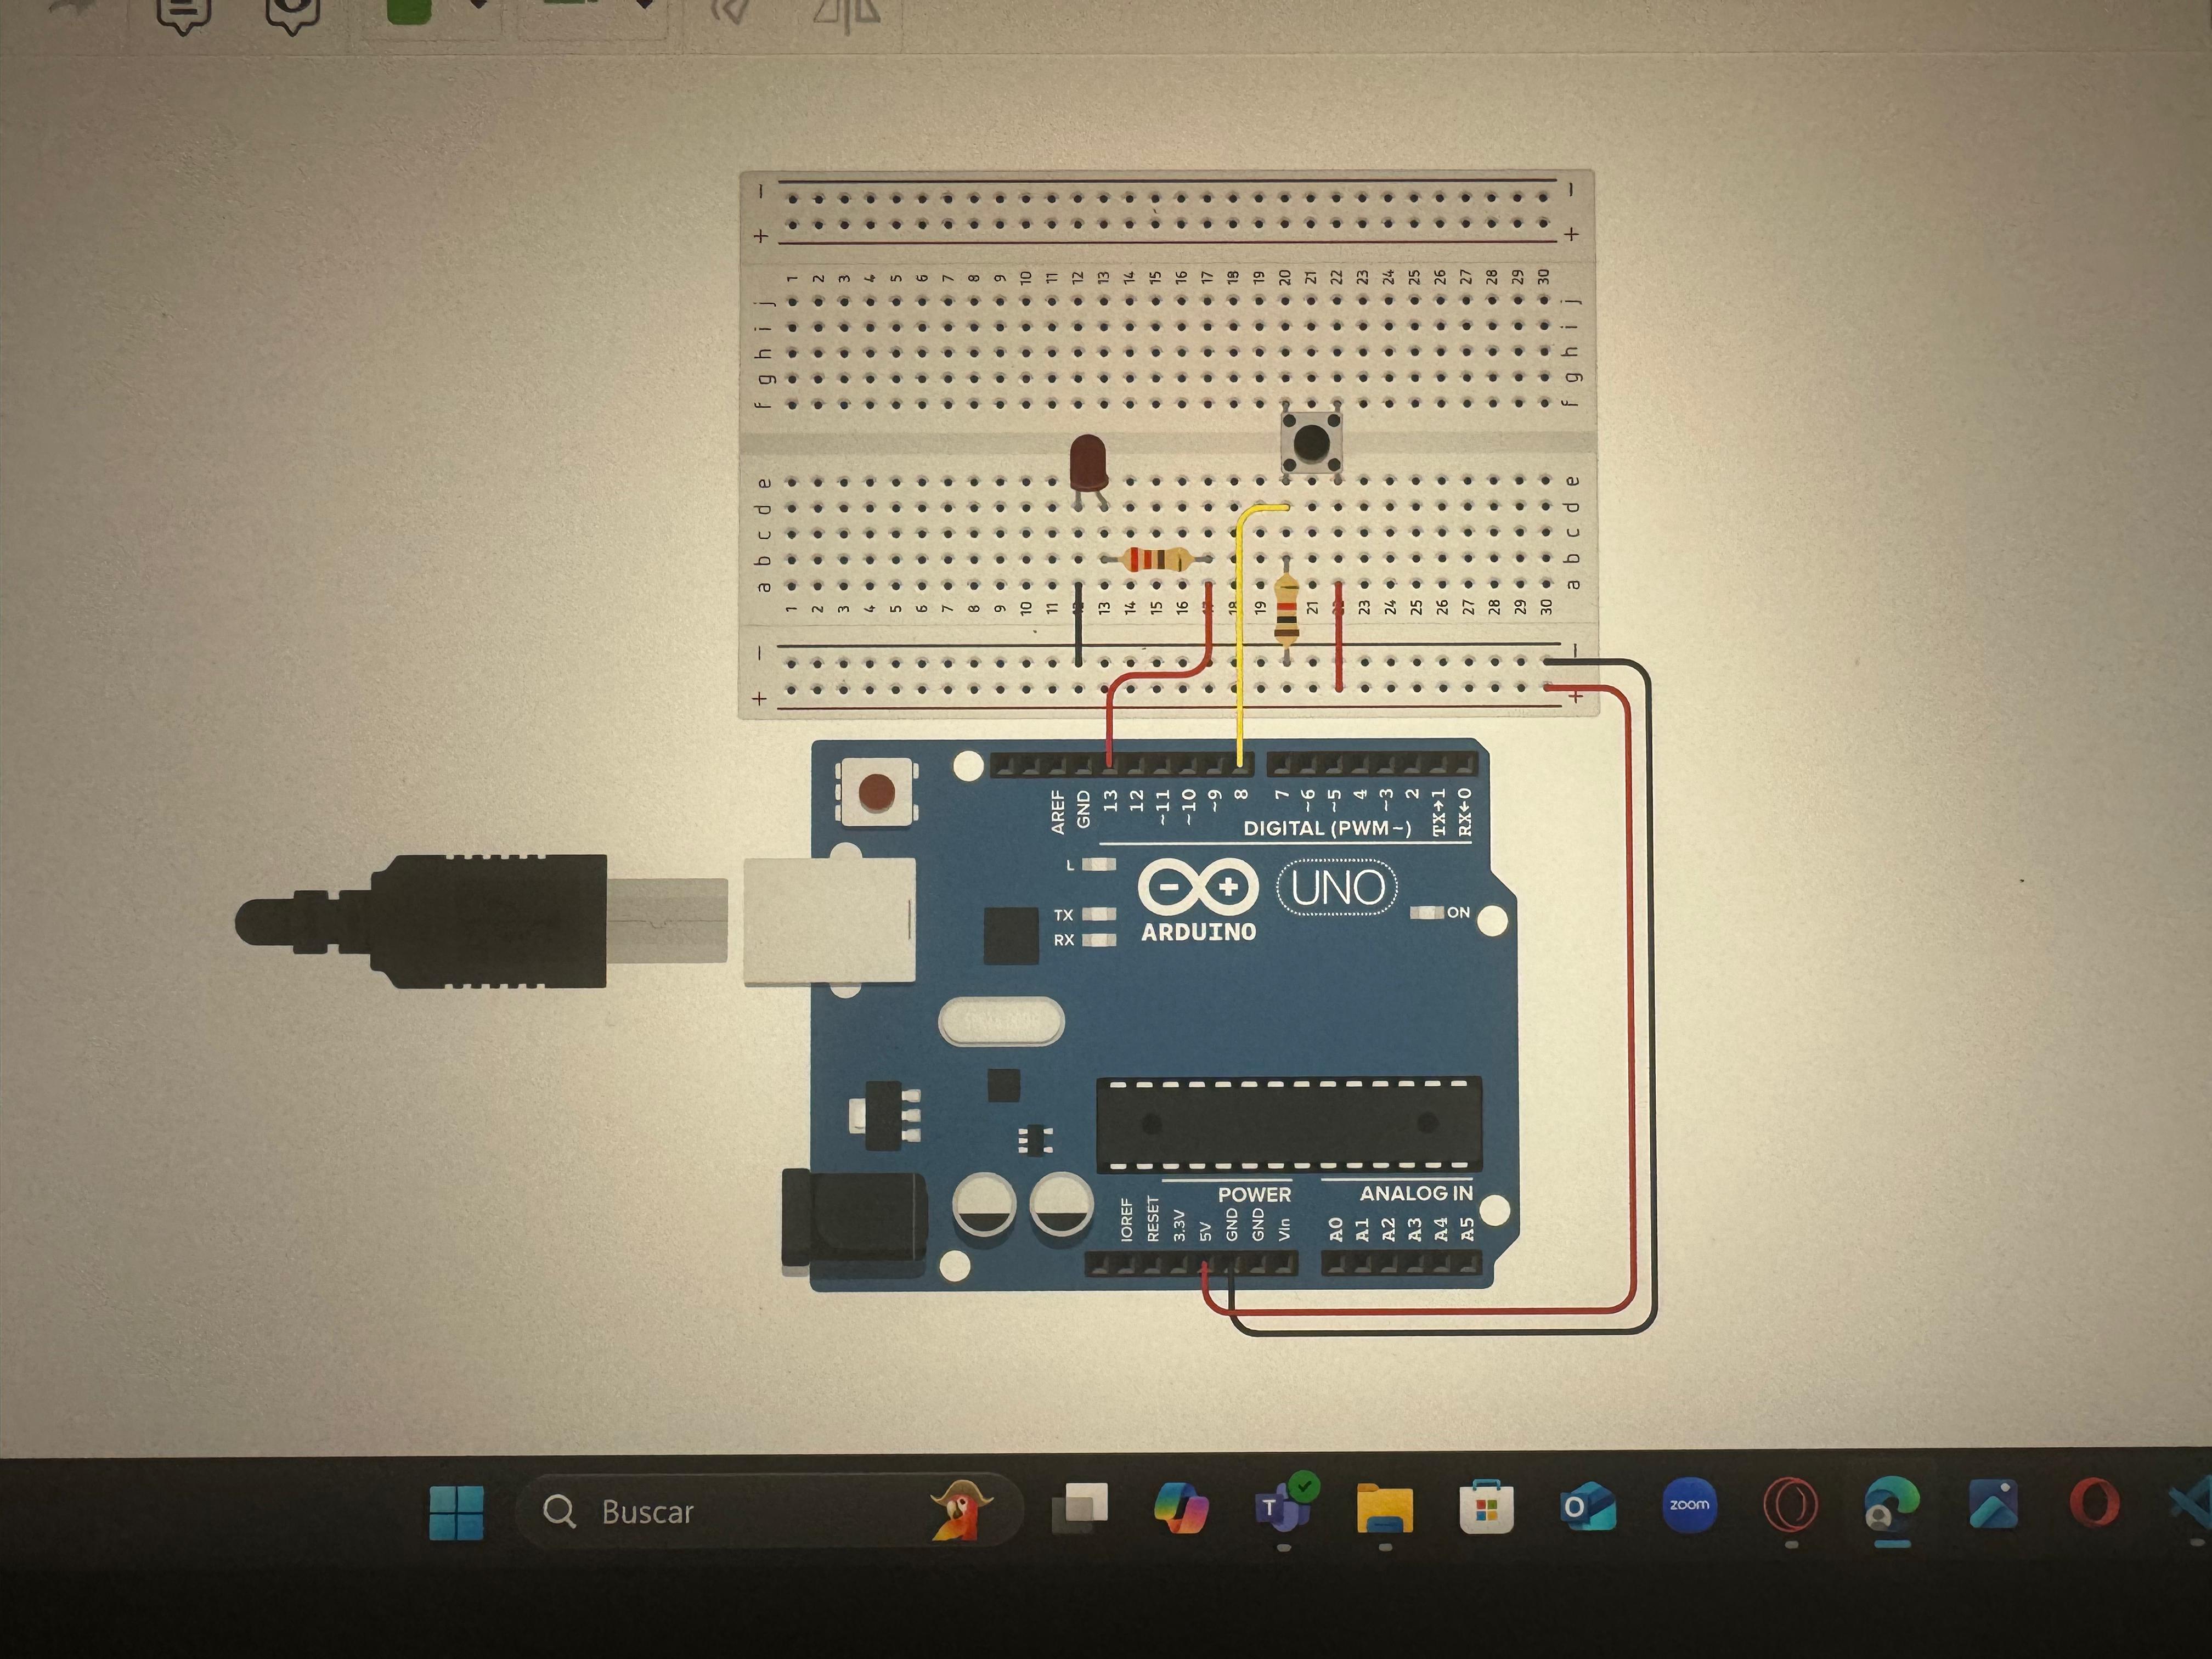 - -
+ +
1 2 3 4 5 6 7 8 9 10 11 12 13 14 15 16 17 18 19 20 21 22 23 24 25 26 27 28 29 30
j j
i i
h h
g g
f f
e e
d d
c c
b b
a a
1 2 3 4 5 6 7 8 9 10 11 12 13 14 15 16 17 18 19 21 22 23 24 25 26 27 28 29 30
- -
+ +
AREF GND 13 12 ~11 ~10 ~9 8 7 ~6 ~5 4 ~3 2 TX→1 RX←0
DIGITAL (PWM~)
L
UNO
TX
ON
RX
ARDUINO
POWER ANALOG IN
IOREF RESET 3.3V 5V GND GND Vin A0 A1 A2 A3 A4 A5
Buscar
T
O
zoom